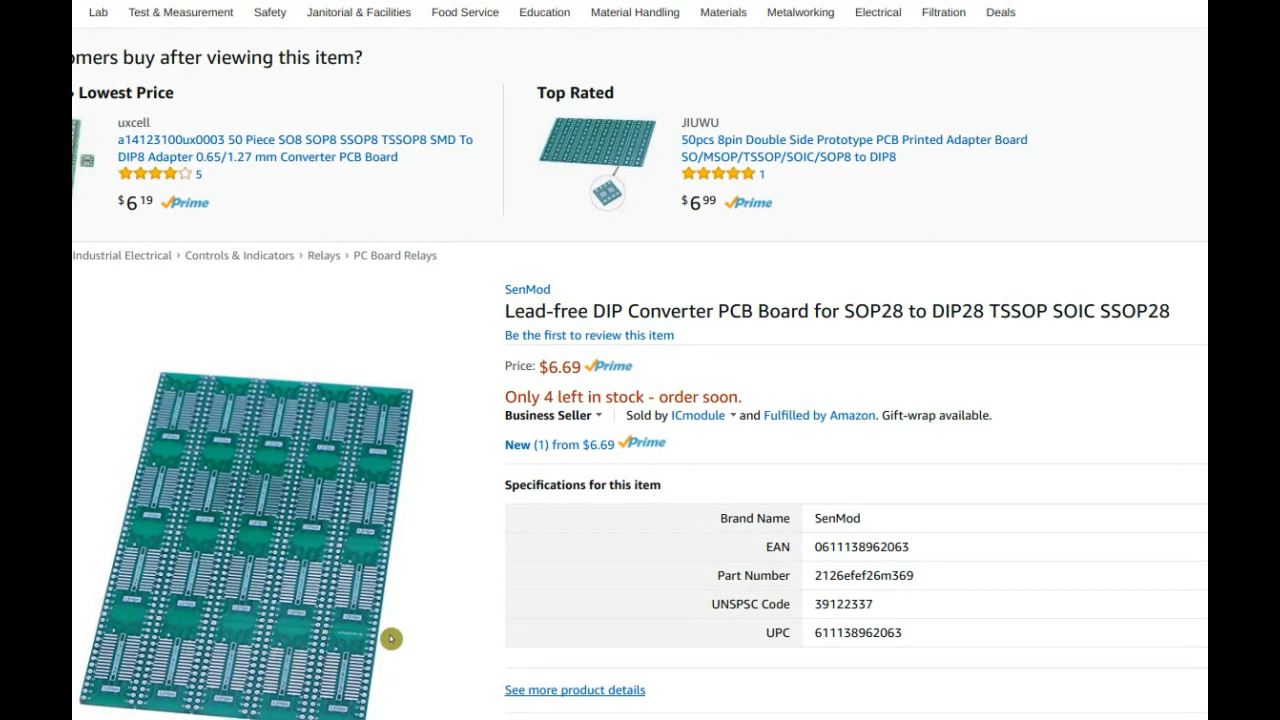 Lab Test & Measurement Safety Janitorial & Facilities Food Service Education Material Handling Materials Metalworking Electrical Filtration Deals
omers buy after viewing this item?
Lowest Price
uxcell
a14123100ux0003 50 Piece SO8 SOP8 SSOP8 TSSOP8 SMD To
DIP8 Adapter 0.65/1.27 mm Converter PCB Board
5
$6 19 Prime
Top Rated
JIUWU
50pcs 8pin Double Side Prototype PCB Printed Adapter Board
SO/MSOP/TSSOP/SOIC/SOP8 to DIP8
1
$6 99 Prime
Industrial Electrical › Controls & Indicators › Relays › PC Board Relays
SenMod
Lead-free DIP Converter PCB Board for SOP28 to DIP28 TSSOP SOIC SSOP28
Be the first to review this item
Price: $6.69 Prime
Only 4 left in stock - order soon.
Business Seller Sold by ICmodule and Fulfilled by Amazon. Gift-wrap available.
New (1) from $6.69 Prime
Specifications for this item
Brand Name SenMod
EAN 0611138962063
Part Number 2126efef26m369
UNSPSC Code 39122337
UPC 611138962063
See more product details